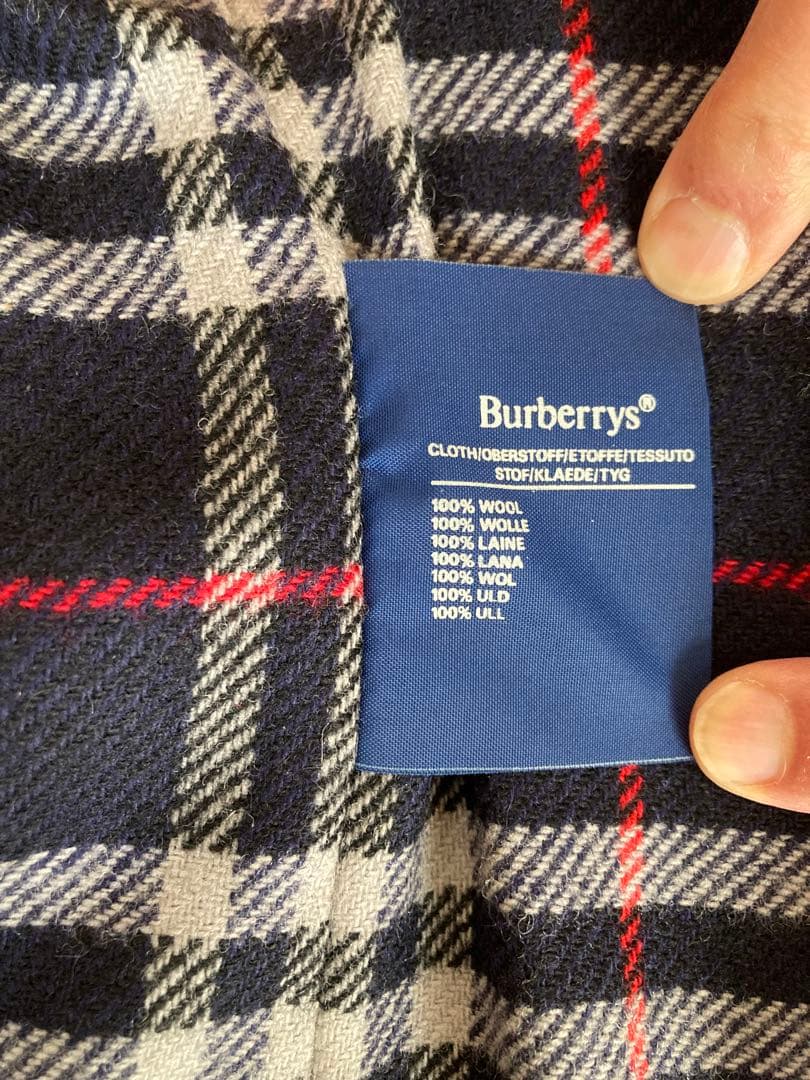 Burberrys®
CLOTH/OBERSTOFF/ETOFFE/TESSUTO
STOF/KLAEDE/TYG
100% WOOL
100% WOLLE
100% LAINE
100% LANA
100% WOL
100% ULD
100% ULL